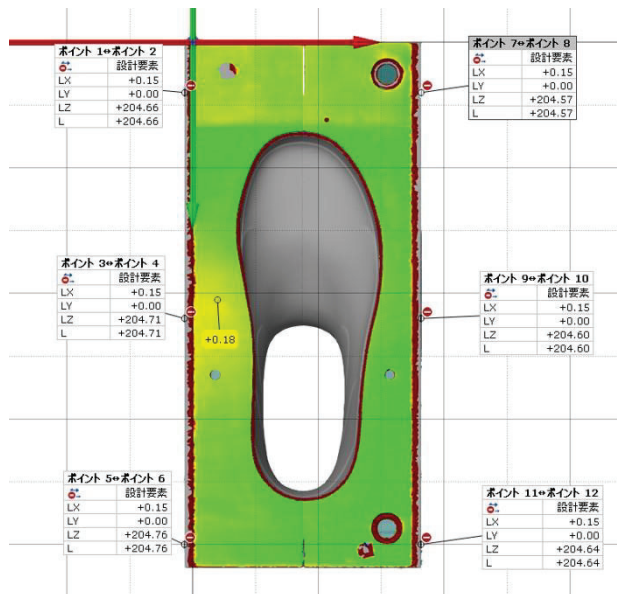 ポイント 1⇔ポイント 2
設計要素
LX +0.15
LY +0.00
LZ +204.66
L +204.66
ポイント 7⇔ポイント 8
設計要素
LX +0.15
LY +0.00
LZ +204.57
L +204.57
ポイント 3⇔ポイント 4
設計要素
LX +0.15
LY +0.00
LZ +204.71
L +204.71
ポイント 9⇔ポイント 10
設計要素
LX +0.15
LY +0.00
LZ +204.60
L +204.60
+0.18
ポイント 5⇔ポイント 6
設計要素
LX +0.15
LY +0.00
LZ +204.76
L +204.76
ポイント 11⇔ポイント 12
設計要素
LX +0.15
LY +0.00
LZ +204.64
L +204.64